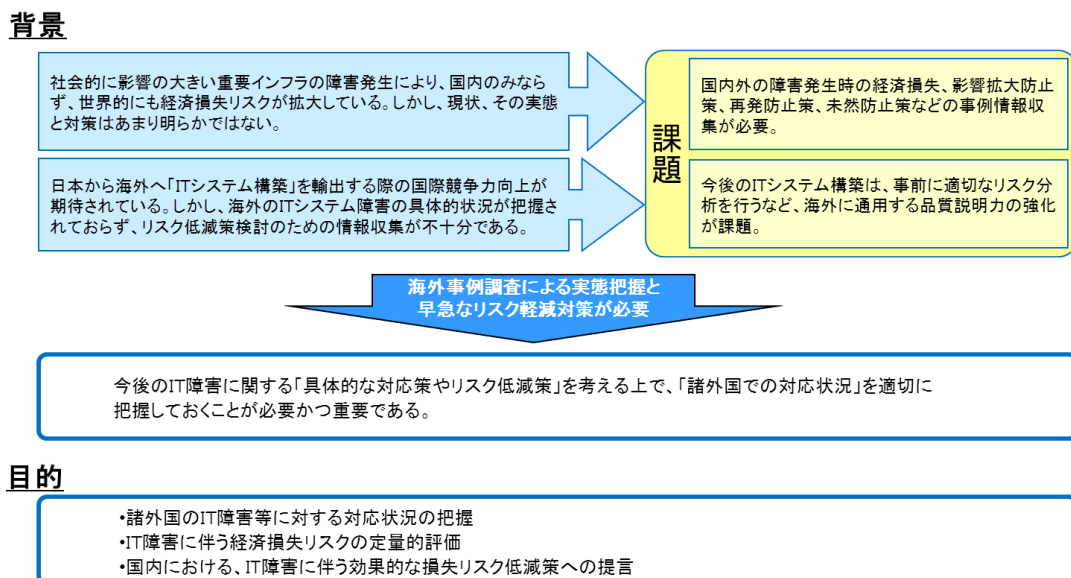 背景
社会的に影響の大きい重要インフラの障害発生により、国内のみなら
ず、世界的にも経済損失リスクが拡大している。しかし、現状、その実態
と対策はあまり明らかではない。
日本から海外へ「ITシステム構築」を輸出する際の国際競争力向上が
期待されている。しかし、海外のITシステム障害の具体的状況が把握さ
れておらず、リスク低減策検討のための情報収集が不十分である。
課
題
国内外の障害発生時の経済損失、影響拡大防止
策、再発防止策、未然防止策などの事例情報収
集が必要。
今後のITシステム構築は、事前に適切なリスク分
析を行うなど、海外に通用する品質説明力の強化
が課題。
海外事例調査による実態把握と
早急なリスク軽減対策が必要
今後のIT障害に関する「具体的な対応策やリスク低減策」を考える上で、「諸外国での対応状況」を適切に
把握しておくことが必要かつ重要である。
目的
・諸外国のIT障害等に対する対応状況の把握
・IT障害に伴う経済損失リスクの定量的評価
・国内における、IT障害に伴う効果的な損失リスク低減策への提言